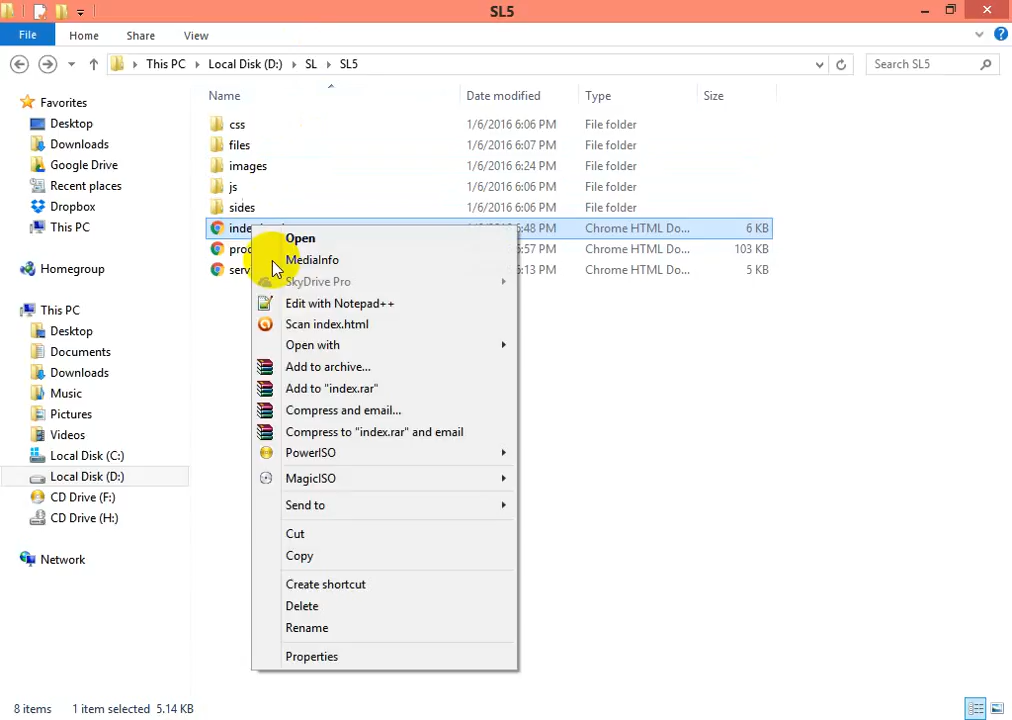 SL5
File Home Share View
This PC Local Disk (D:) SL SL5
Search SL5
Name Date modified Type Size
Favorites
Desktop
Downloads
Google Drive
Recent places
Dropbox
This PC
Homegroup
This PC
Desktop
Documents
Downloads
Music
Pictures
Videos
Local Disk (C:)
Local Disk (D:)
CD Drive (F:)
CD Drive (H:)
Network
css 1/6/2016 6:06 PM File folder
files 1/6/2016 6:07 PM File folder
images 1/6/2016 6:24 PM File folder
js 1/6/2016 6:06 PM File folder
sides 1/6/2016 6:06 PM File folder
6:48 PM Chrome HTML Do... 6 KB
6:57 PM Chrome HTML Do... 103 KB
6:13 PM Chrome HTML Do... 5 KB
Open
MediaInfo
SkyDrive Pro
Edit with Notepad++
Scan index.html
Open with
Add to archive...
Add to "index.rar"
Compress and email...
Compress to "index.rar" and email
PowerISO
MagicISO
Send to
Cut
Copy
Create shortcut
Delete
Rename
Properties
8 items 1 item selected 5.14 KB